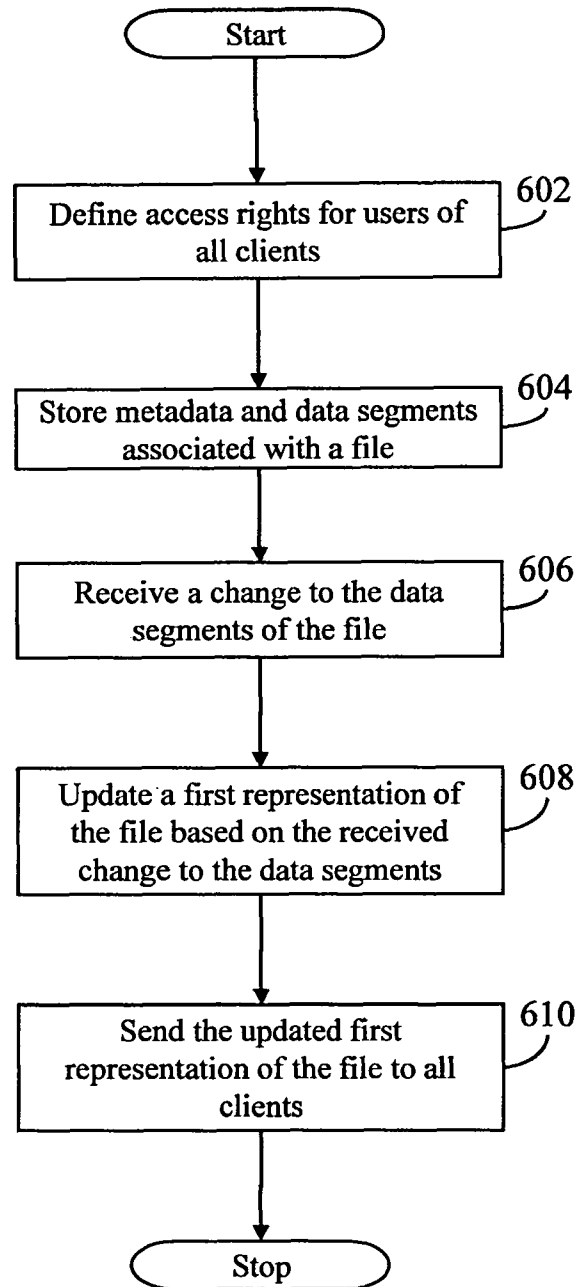 Start
602
Define access rights for users of
all clients
604
Store metadata and data segments
associated with a file
606
Receive a change to the data
segments of the file
608
Update a first representation of
the file based on the received
change to the data segments
610
Send the updated first
representation of the file to all
clients
Stop